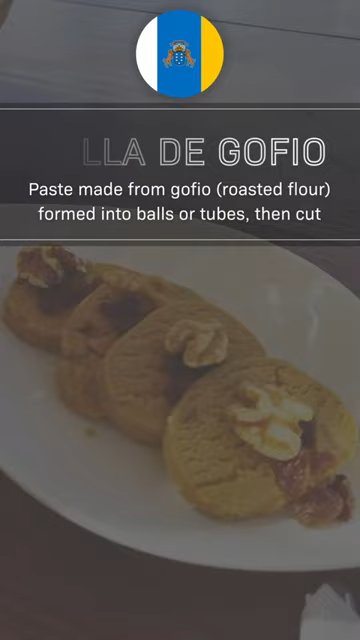 LLA DE GOFIO
Paste made from gofio (roasted flour)
formed into balls or tubes, then cut